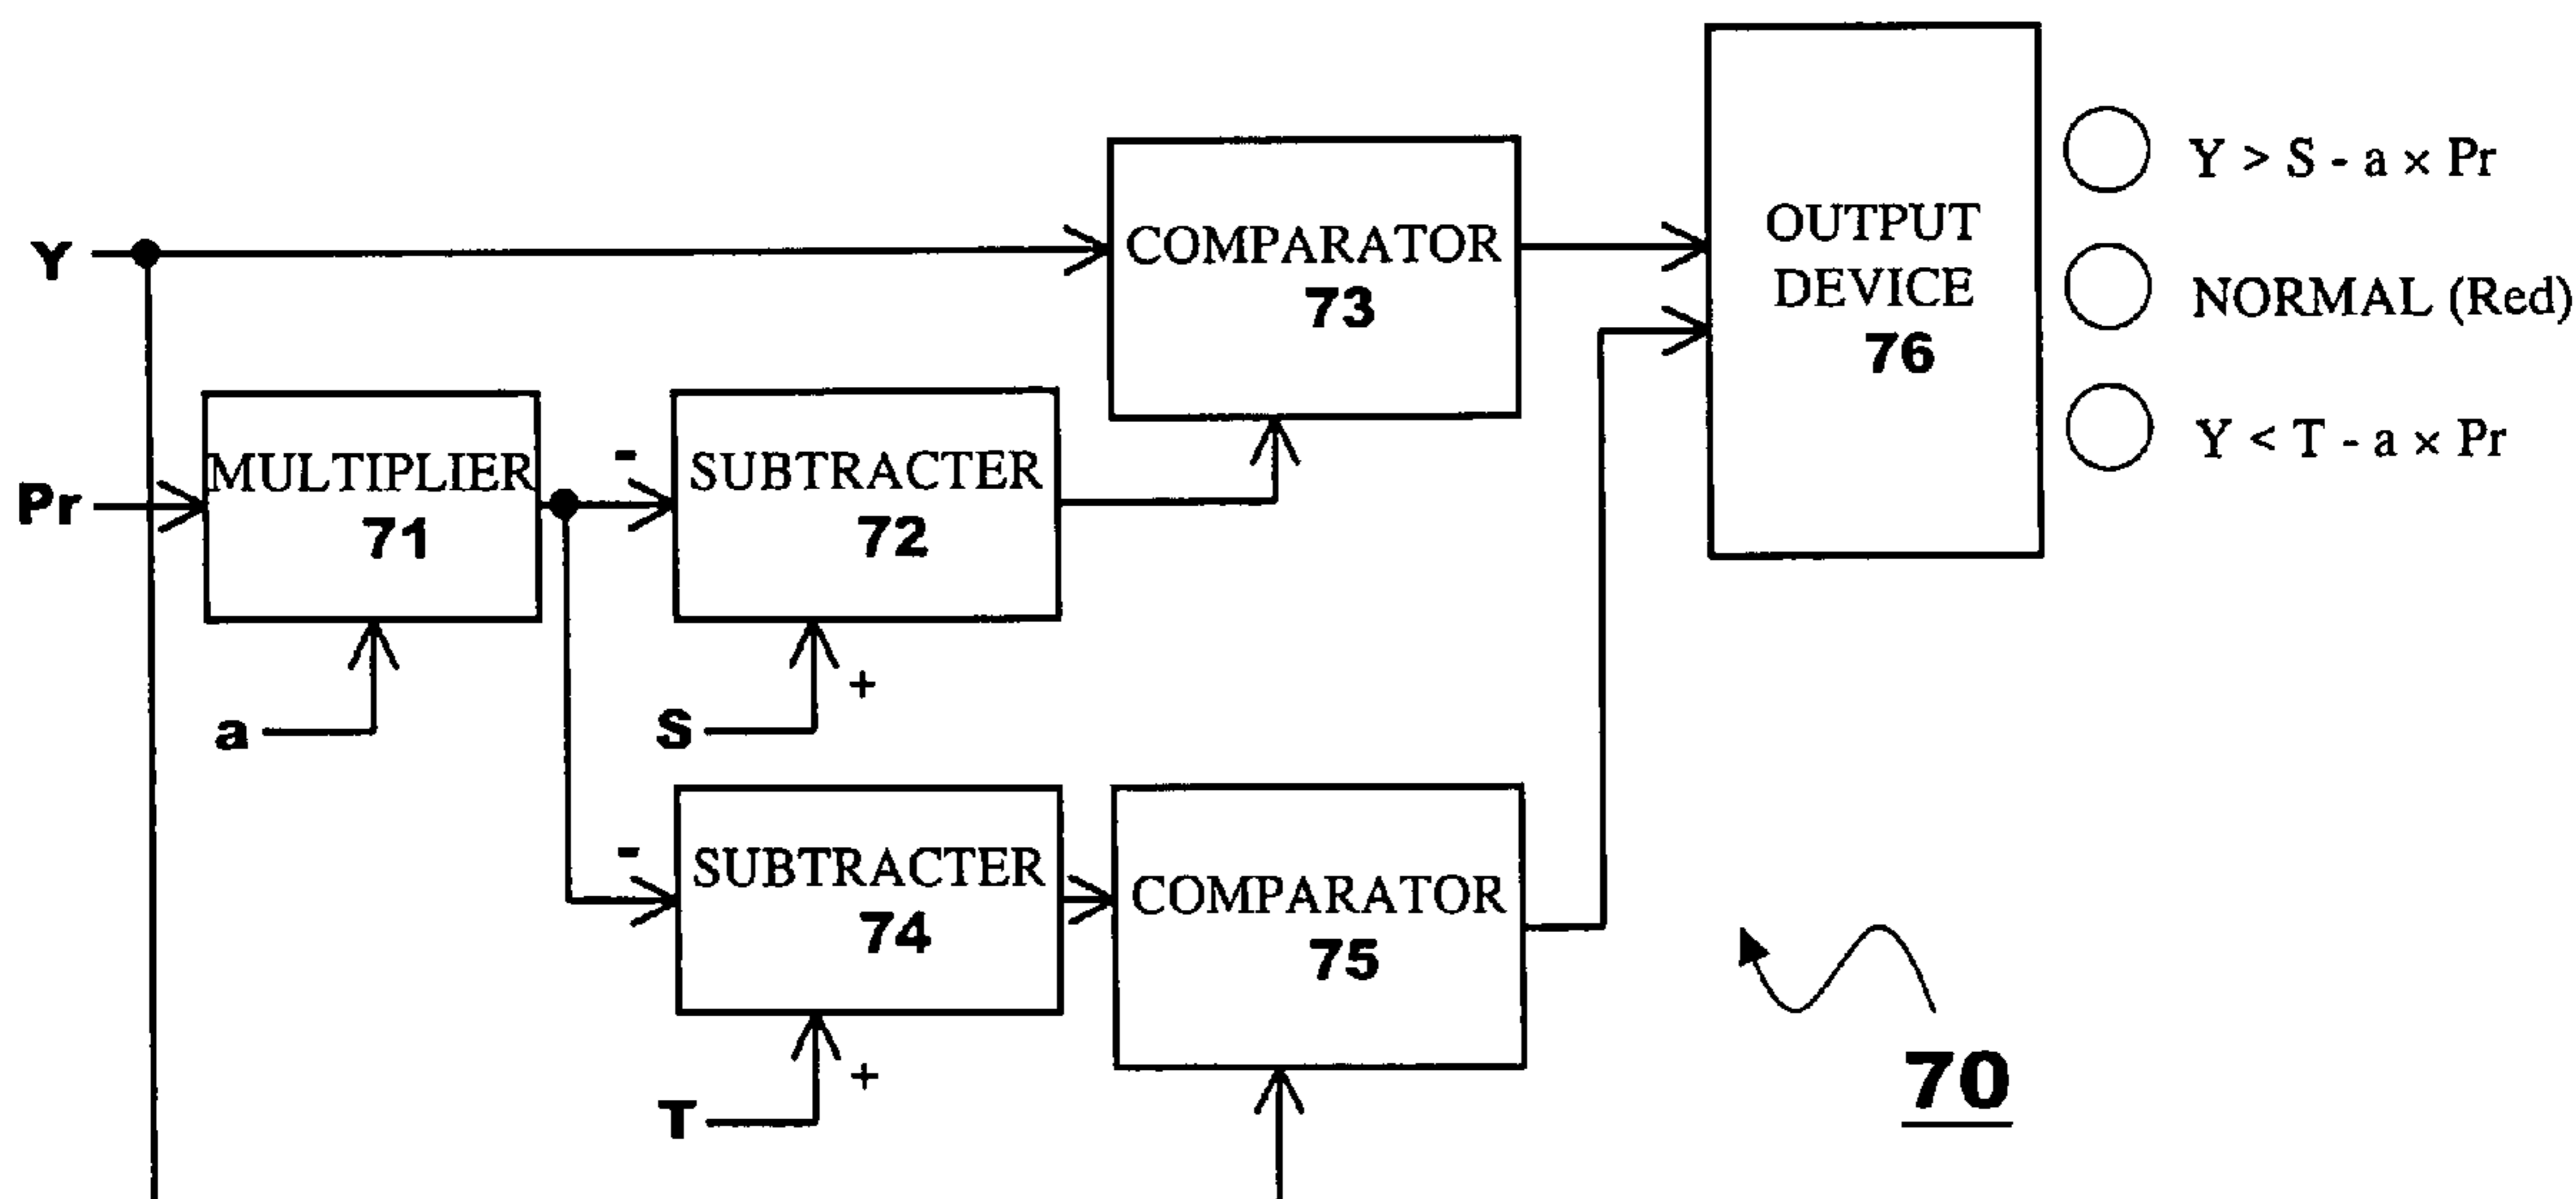 Y > S - a × Pr
OUTPUT
DEVICE
76
COMPARATOR
73
Y
NORMAL (Red)
Y < T - a × Pr
MULTIPLIER
71
-
SUBTRACTER
72
Pr
a
S
+
-
SUBTRACTER
74
COMPARATOR
75
T
+
70